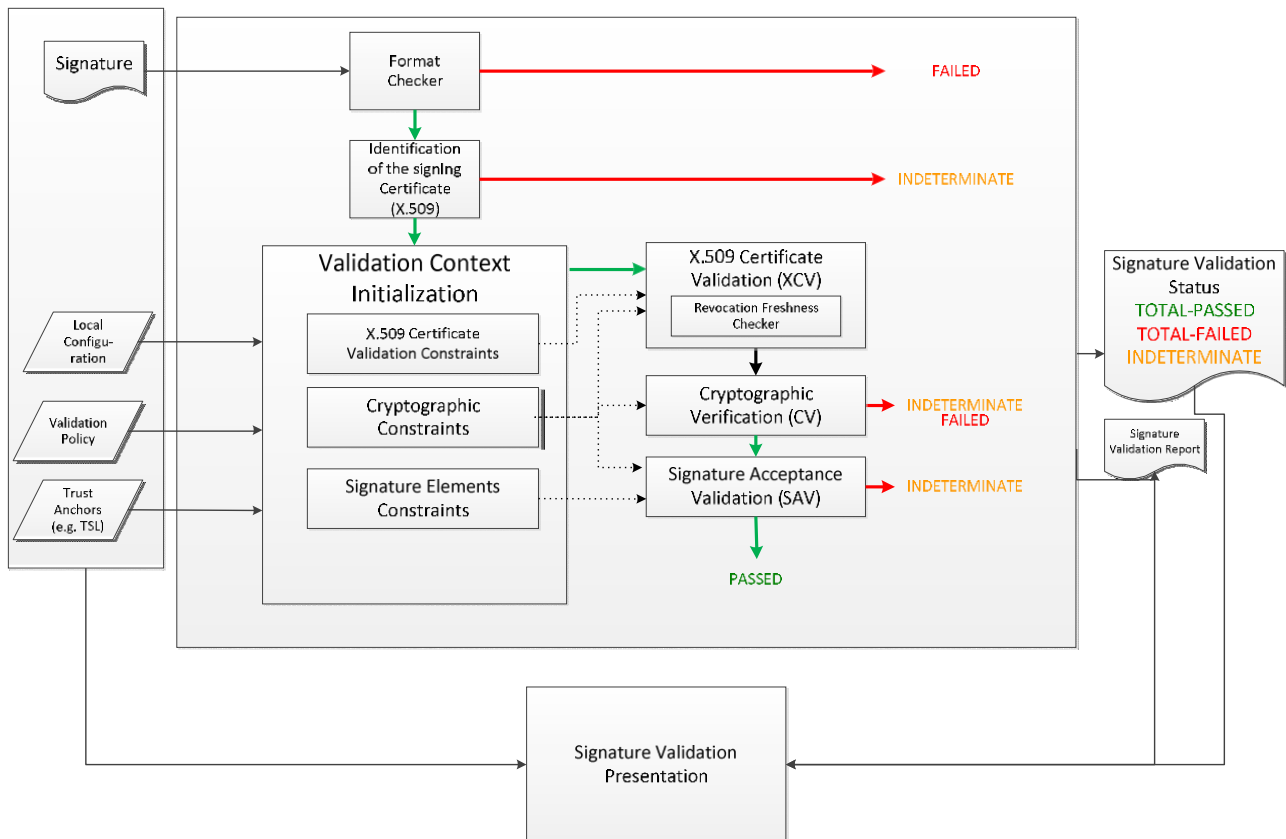 Signature
Format
Checker
FAILED
Identification
of the signing
Certificate
(X.509)
INDETERMINATE
Validation Context
Initialization
X.509 Certificate
Validation Constraints
Cryptographic
Constraints
Signature Elements
Constraints
Local
Configu-
ration
Validation
Policy
Trust
Anchors
(e.g. TSL)
X.509 Certificate
Validation (XCV)
Revocation Freshness
Checker
Cryptographic
Verification (CV)
INDETERMINATE
FAILED
Signature Acceptance
Validation (SAV)
INDETERMINATE
PASSED
Signature Validation
Status
TOTAL-PASSED
TOTAL-FAILED
INDETERMINATE
Signature
Validation Report
Signature Validation
Presentation